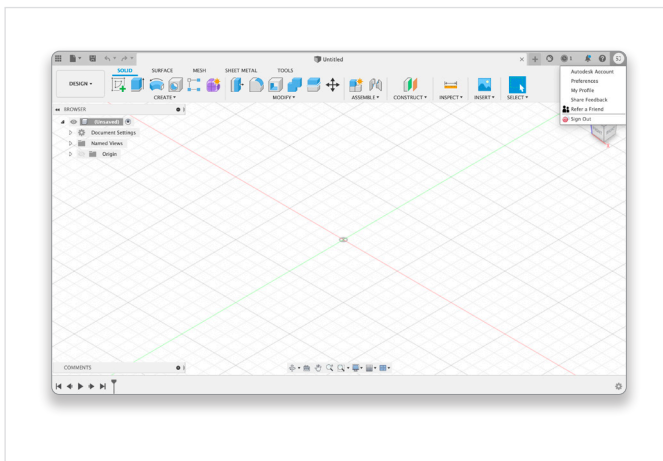 Untitled
1
SOLID SURFACE MESH SHEET METAL TOOLS
DESIGN
CREATE MODIFY ASSEMBLE CONSTRUCT INSPECT INSERT SELECT
Autodesk Account
Preferences
My Profile
Share Feedback
Refer a Friend
Sign Out
BROWSER
(Unsaved)
Document Settings
Named Views
Origin
COMMENTS